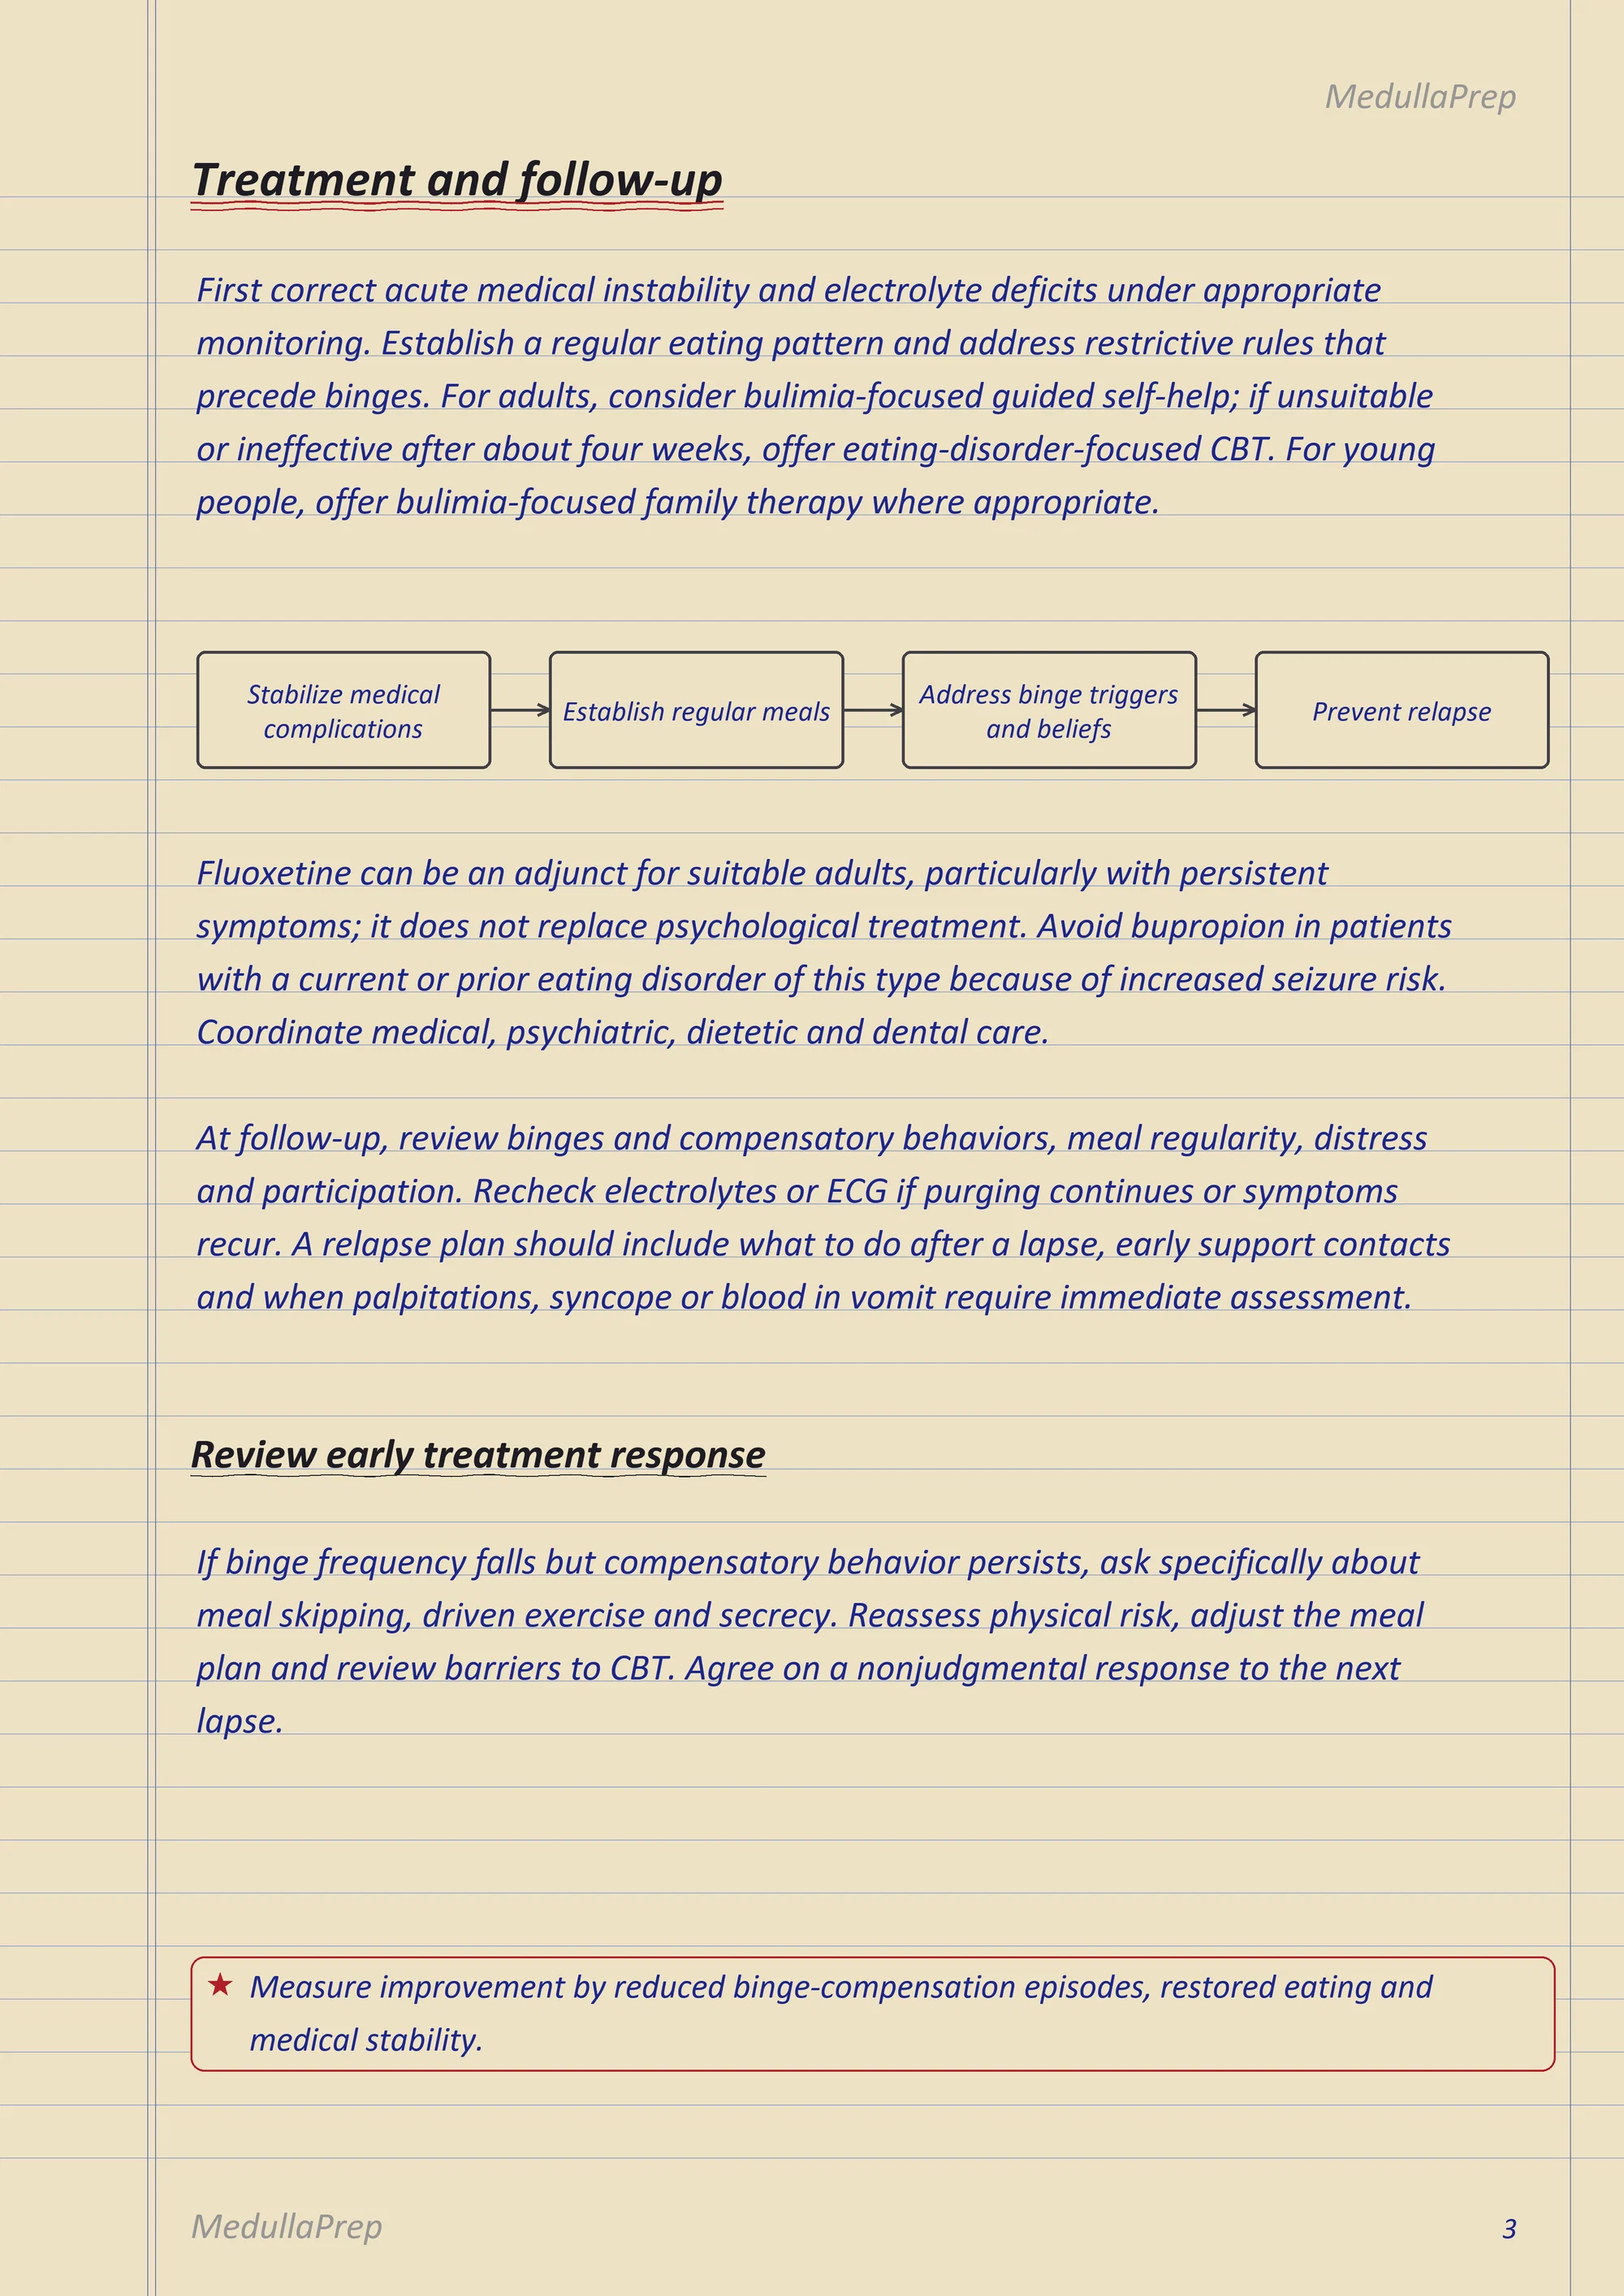 MedullaPrep
Treatment and follow-up
First correct acute medical instability and electrolyte deficits under appropriate
monitoring. Establish a regular eating pattern and address restrictive rules that
precede binges. For adults, consider bulimia-focused guided self-help; if unsuitable
or ineffective after about four weeks, offer eating-disorder-focused CBT. For young
people, offer bulimia-focused family therapy where appropriate.
Stabilize medical
complications
Establish regular meals
Address binge triggers
and beliefs
Prevent relapse
Fluoxetine can be an adjunct for suitable adults, particularly with persistent
symptoms; it does not replace psychological treatment. Avoid bupropion in patients
with a current or prior eating disorder of this type because of increased seizure risk.
Coordinate medical, psychiatric, dietetic and dental care.
At follow-up, review binges and compensatory behaviors, meal regularity, distress
and participation. Recheck electrolytes or ECG if purging continues or symptoms
recur. A relapse plan should include what to do after a lapse, early support contacts
and when palpitations, syncope or blood in vomit require immediate assessment.
Review early treatment response
If binge frequency falls but compensatory behavior persists, ask specifically about
meal skipping, driven exercise and secrecy. Reassess physical risk, adjust the meal
plan and review barriers to CBT. Agree on a nonjudgmental response to the next
lapse.
★ Measure improvement by reduced binge-compensation episodes, restored eating and
medical stability.
MedullaPrep
3